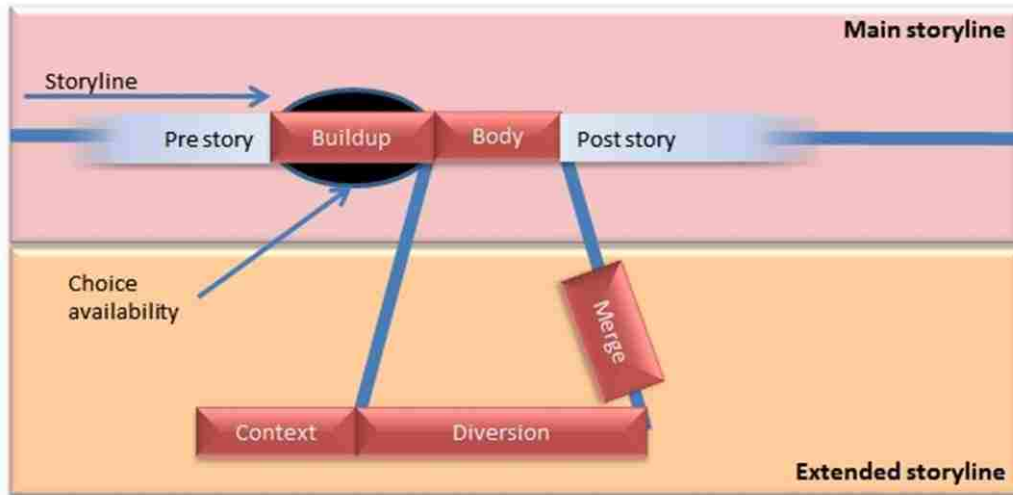 Main storyline
Storyline
Pre story
Buildup
Body
Post story
Choice
availability
Merge
Context
Diversion
Extended storyline